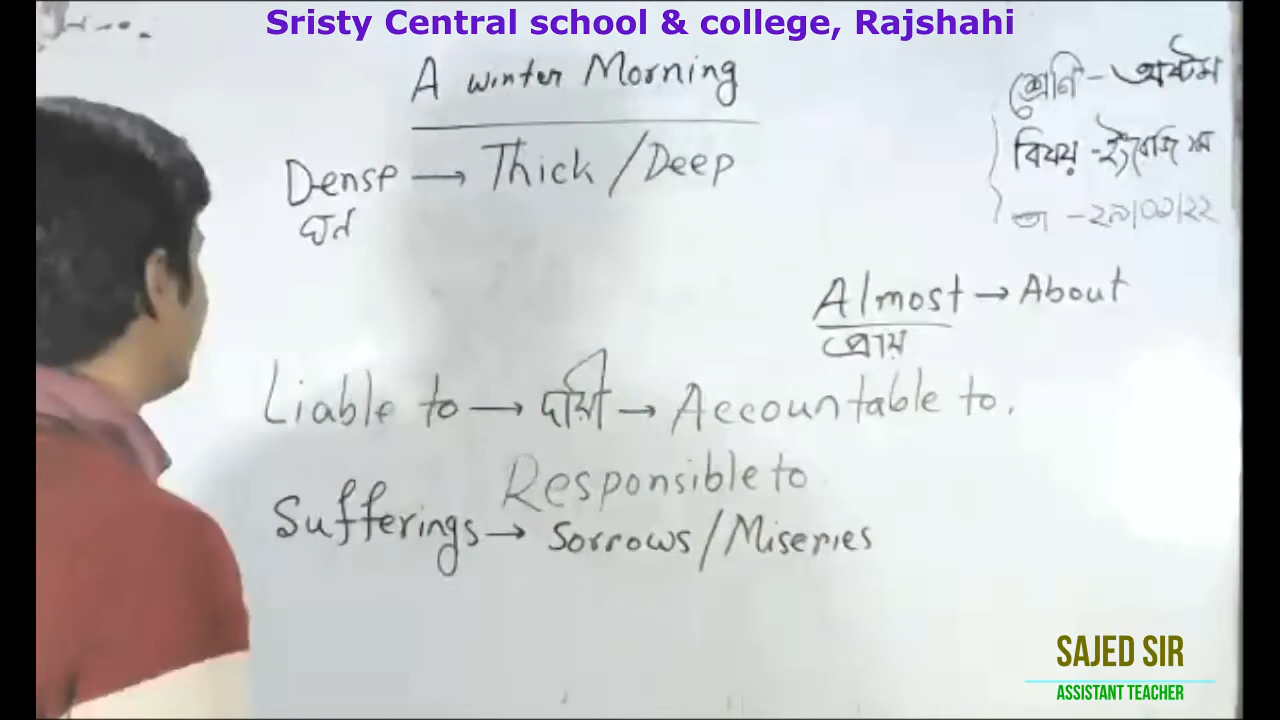 Sristy Central school & college, Rajshahi
A winter Morning
শ্রেণি - অষ্টম
বিষয় - ইংরেজি ১ম
Dense → Thick / Deep
ঘন
Almost → About
প্রায়
Liable to → দায়ী → Accountable to.
Responsible to
Sufferings → Sorrows / Miseries
SAJED SIR
ASSISTANT TEACHER